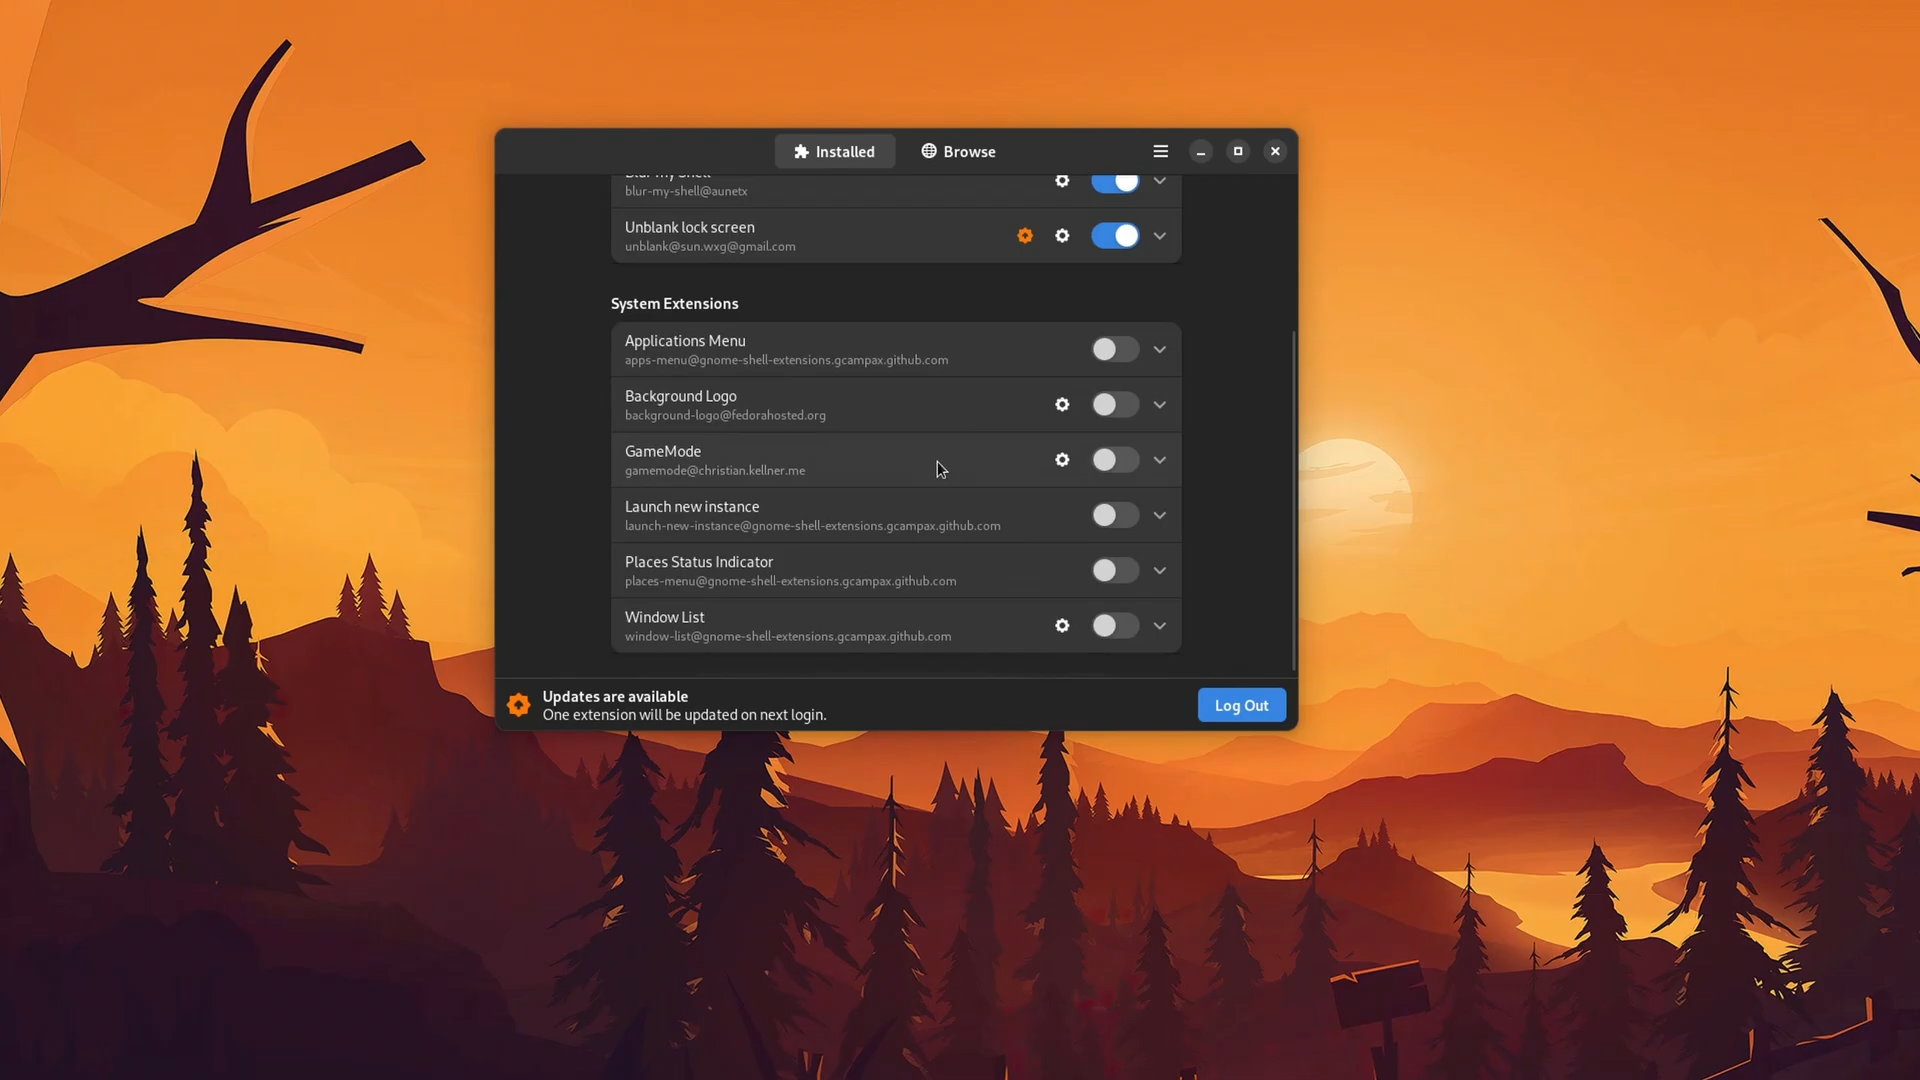 Installed
Browse
Blur my Shell
blur-my-shell@aunetx
Unblank lock screen
unblank@sun.wxg@gmail.com
System Extensions
Applications Menu
apps-menu@gnome-shell-extensions.gcampax.github.com
Background Logo
background-logo@fedorahosted.org
GameMode
gamemode@christian.kellner.me
Launch new instance
launch-new-instance@gnome-shell-extensions.gcampax.github.com
Places Status Indicator
places-menu@gnome-shell-extensions.gcampax.github.com
Window List
window-list@gnome-shell-extensions.gcampax.github.com
Updates are available
One extension will be updated on next login.
Log Out